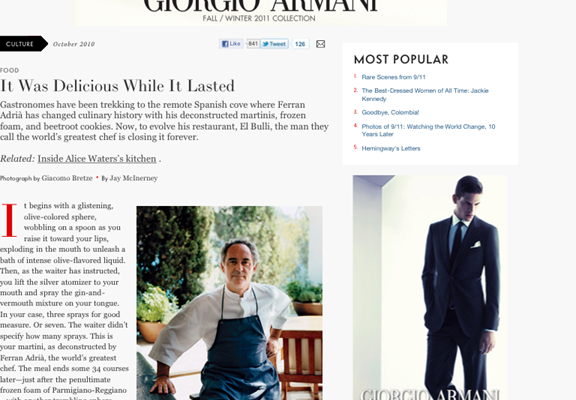 GIORGIO ARMANI
FALL / WINTER 2011 COLLECTION
CULTURE
October 2010
Like
841
Tweet
126
FOOD
It Was Delicious While It Lasted
Gastronomes have been trekking to the remote Spanish cove where Ferran
Adrià has changed culinary history with his deconstructed martinis, frozen
foam, and beetroot cookies. Now, to evolve his restaurant, El Bulli, the man they
call the world's greatest chef is closing it forever.
Related: Inside Alice Waters's kitchen .
Photograph by Giacomo Bretze • By Jay McInerney
It begins with a glistening,
olive-colored sphere,
wobbling on a spoon as you
raise it toward your lips,
exploding in the mouth to unleash a
bath of intense olive-flavored liquid.
Then, as the waiter has instructed,
you lift the silver atomizer to your
mouth and spray the gin-and-
vermouth mixture on your tongue.
In your case, three sprays for good
measure. Or seven. The waiter didn't
specify how many sprays. This is
your martini, as deconstructed by
Ferran Adrià, the world's greatest
chef. The meal ends some 34 courses
later—just after the penultimate
frozen foam of Parmigiano-Reggiano
MOST POPULAR
1. Rare Scenes from 9/11
2. The Best-Dressed Women of All Time: Jackie
Kennedy
3. Goodbye, Colombia!
4. Photos of 9/11: Watching the World Change, 10
Years Later
5. Hemingway's Letters
GIORGIO ARMANI